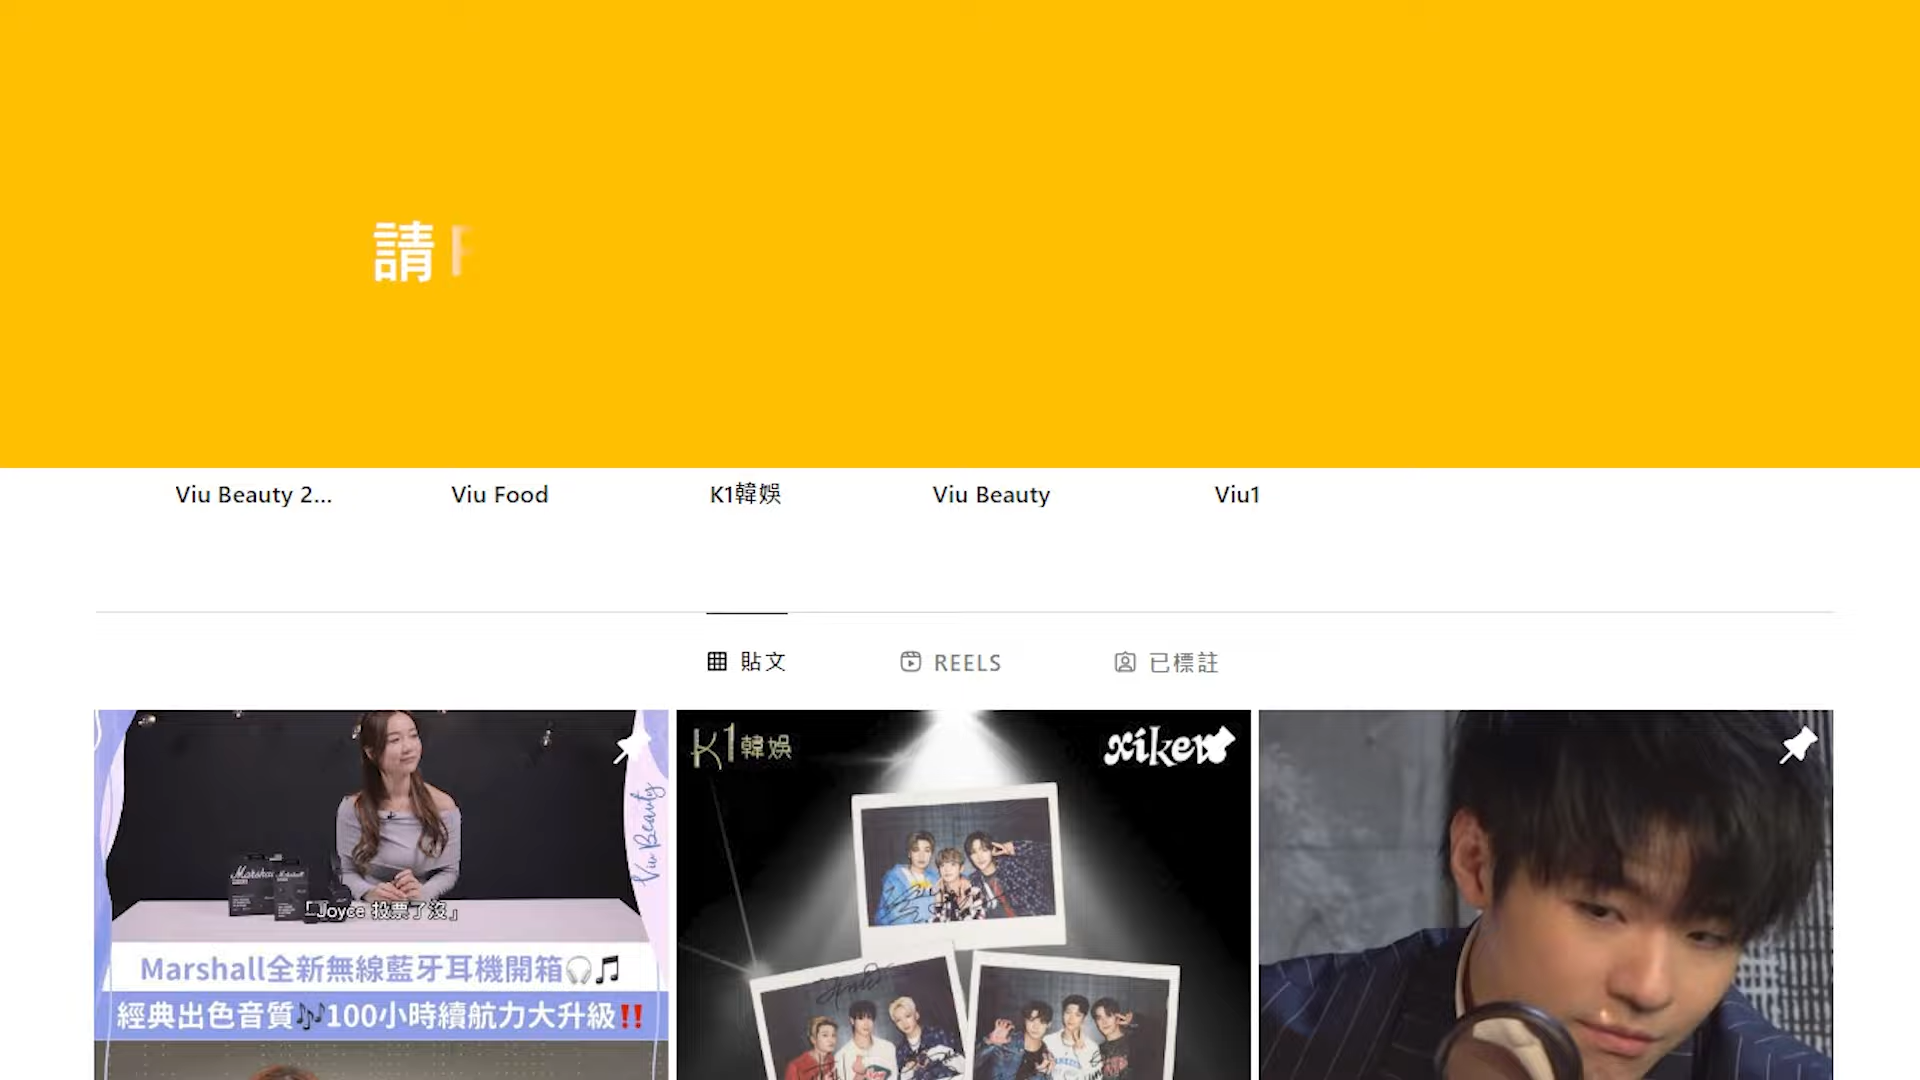 請 F
Viu Beauty 2...
Viu Food
K1韓娛
Viu Beauty
Viu1
貼文
REELS
已標註
K1韓娛
Viu Beauty
Marshall
Marshall
「Joyce 投票了沒」
Marshall全新無線藍牙耳機開箱🎧🎵
經典出色音質🎶100小時續航力大升級‼️